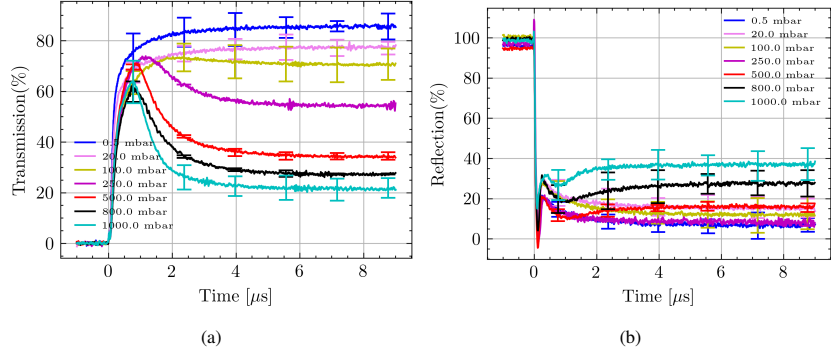 Transmission(%)
80
60
40
20
0
0.5 mbar
20.0 mbar
100.0 mbar
250.0 mbar
500.0 mbar
800.0 mbar
1000.0 mbar
0
2
4
6
8
Time [μs]
(a)
Reflection(%)
100
80
60
40
20
0
0.5 mbar
20.0 mbar
100.0 mbar
250.0 mbar
500.0 mbar
800.0 mbar
1000.0 mbar
0
2
4
6
8
Time [μs]
(b)